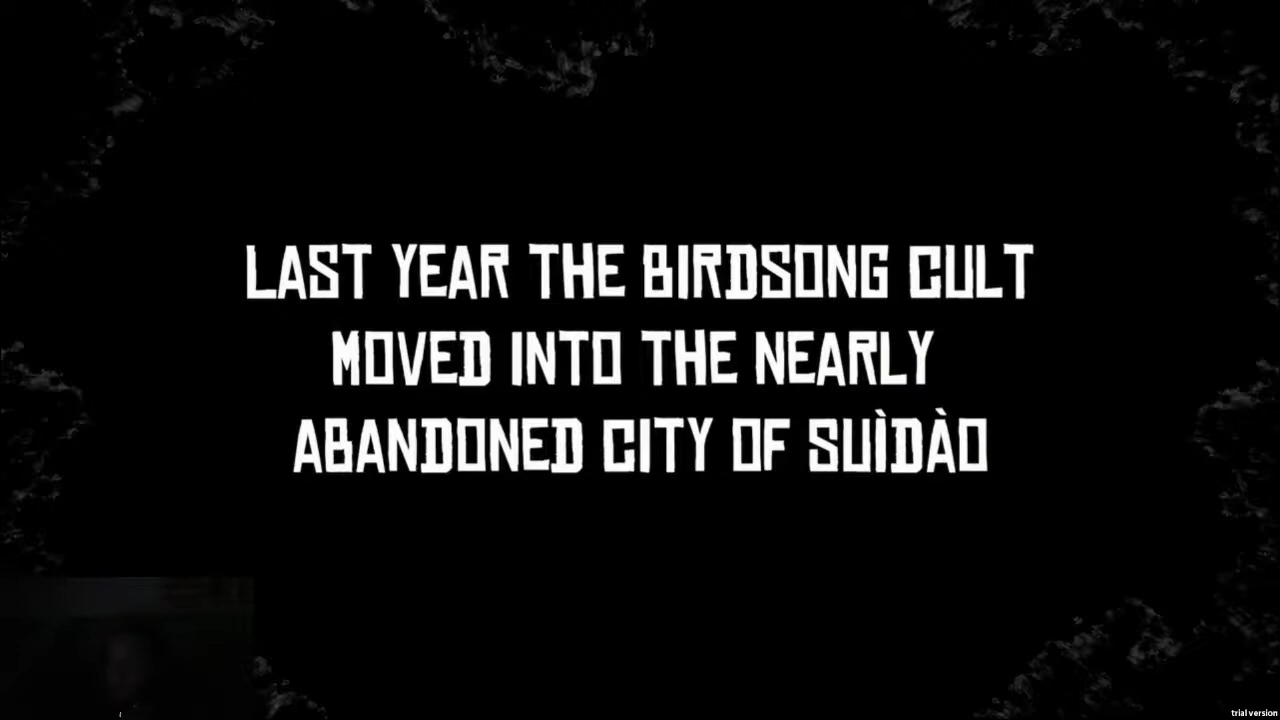 LAST YEAR THE BIRDSONG CULT
MOVED INTO THE NEARLY
ABANDONED CITY OF SUÌDÀO
trial version